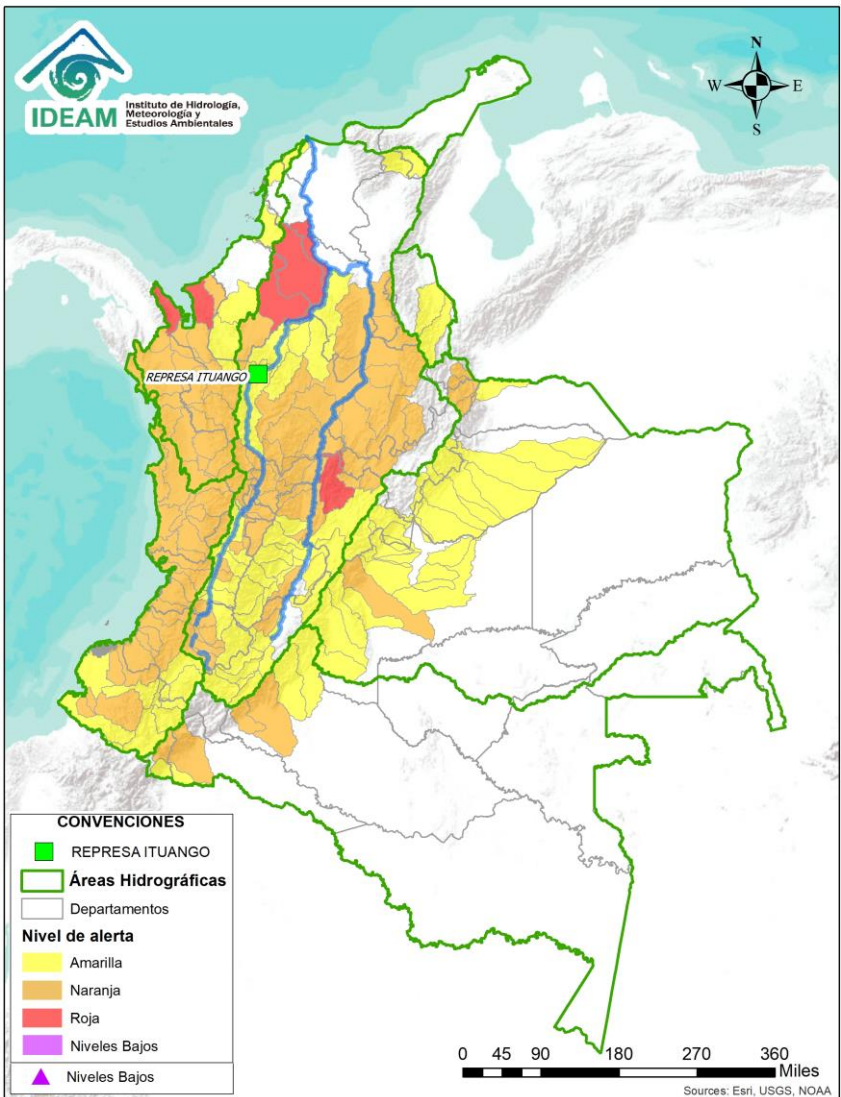 IDEAM
Instituto de Hidrología,
Meteorología y
Estudios Ambientales
N
W
E
S
REPRESA ITUANGO
CONVENCIONES
REPRESA ITUANGO
Áreas Hidrográficas
Departamentos
Nivel de alerta
Amarilla
Naranja
Roja
Niveles Bajos
Niveles Bajos
0 45 90 180 270 360
Miles
Sources: Esri, USGS, NOAA